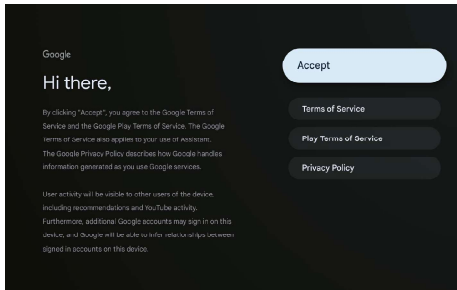 Google
Hi there,
By clicking "Accept", you agree to the Google Terms of
Service and the Google Play Terms of Service. The Google
Terms of Service also applies to your use of Assistant.
The Google Privacy Policy describes how Google handles
information generated as you use Google services.
User activity will be visible to other users of the device,
including recommendations and YouTube activity.
Furthermore, additional Google accounts may sign in on this
device, and Google will be able to infer relationships between
signed in accounts on this device.
Accept
Terms of Service
Play Terms of Service
Privacy Policy